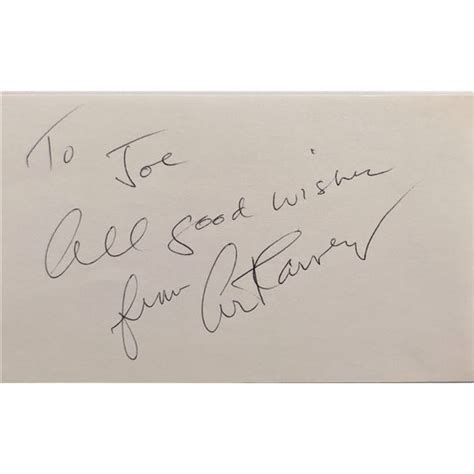 To Joe
All good wishes
from